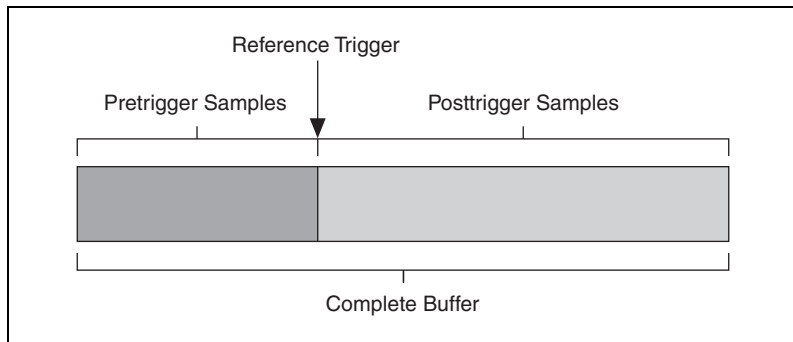 Reference Trigger
Pretrigger Samples
Posttrigger Samples
Complete Buffer